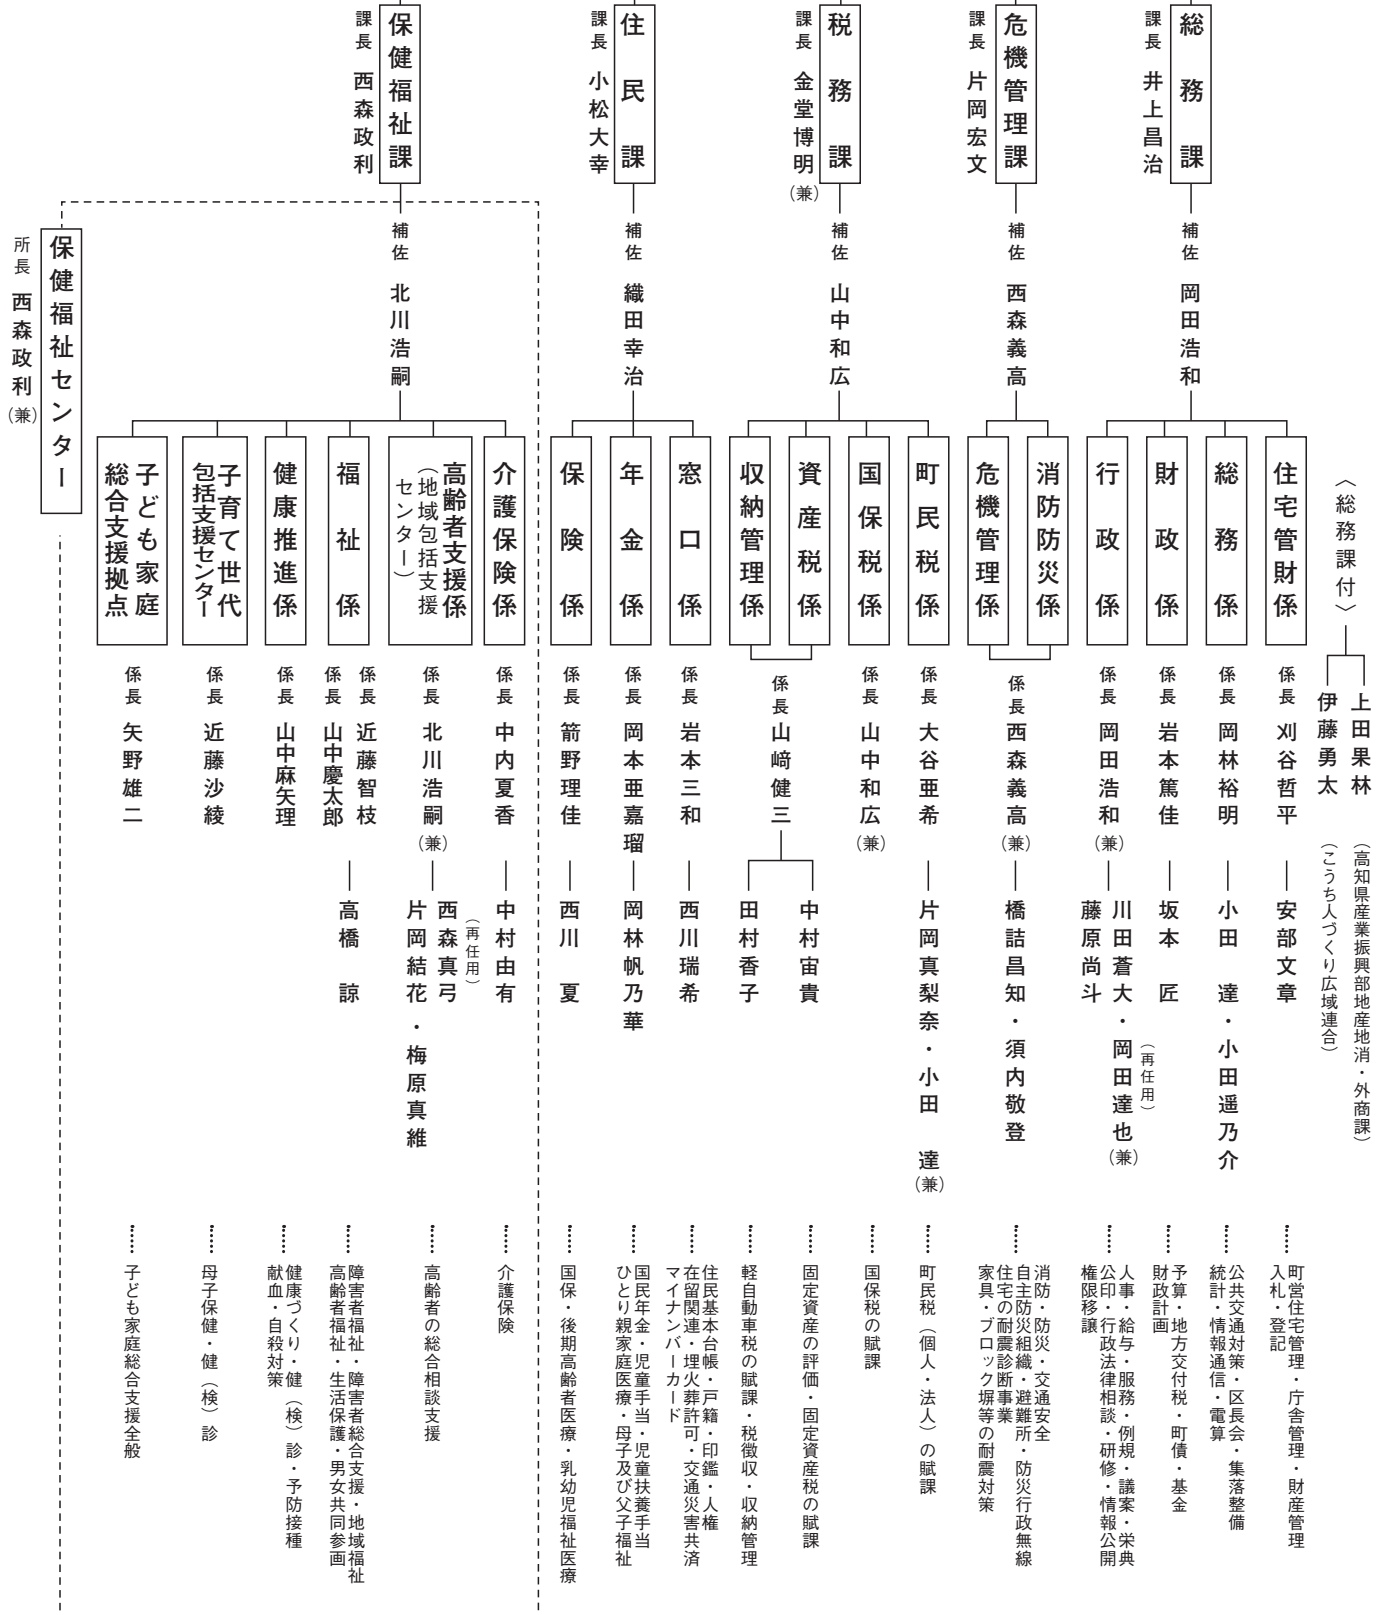 〈総務課付〉
上田果林
(高知県産業振興部地産地消・外商課)
伊藤勇太
(こうち人づくり広域連合)
総務課
課長 井上昌治
補佐 岡田浩和
住宅管財係
係長 刈谷哲平
安部文章
町営住宅管理・庁舎管理・財産管理
入札・登記
総務係
係長 岡林裕明
小田 達・小田遥乃介
公共交通対策・区長会・集落整備
統計・情報通信・電算
財政係
係長 岩本篤佳
坂本 匠
予算・地方交付税・町債・基金
財政計画
行政係
係長 岡田浩和(兼)
(再任用)
川田蒼大・岡田達也(兼)
藤原尚斗
人事・給与・服務・例規・議案・栄典
公印・行政法律相談・研修・情報公開
権限移譲
危機管理課
課長 片岡宏文
補佐 西森義高
消防防災係
危機管理係
係長 西森義高(兼)
橋詰昌知・須内敬登
消防・防災・交通安全
自主防災組織・避難所・防災行政無線
住宅の耐震診断事業
家具・ブロック塀等の耐震対策
税務課
課長 金堂博明(兼)
補佐 山中和広
町民税係
係長 大谷亜希
片岡真梨奈・小田 達(兼)
町民税(個人・法人)の賦課
国保税係
係長 山中和広(兼)
国保税の賦課
資産税係
収納管理係
係長 山﨑健三
中村宙貴
固定資産の評価・固定資産税の賦課
田村香子
軽自動車税の賦課・税徴収・収納管理
住民課
課長 小松大幸
補佐 織田幸治
窓口係
係長 岩本三和
西川瑞希
住民基本台帳・戸籍・印鑑・人権
在留関連・埋火葬許可・交通災害共済
マイナンバーカード
年金係
係長 岡本亜嘉瑠
岡林帆乃華
国民年金・児童手当・児童扶養手当
ひとり親家庭医療・母子及び父子福祉
保険係
係長 箭野理佳
西川 夏
国保・後期高齢者医療・乳幼児福祉医療
保健福祉課
課長 西森政利
補佐 北川浩嗣
介護保険係
係長 中内夏香
中村由有
介護保険
高齢者支援係
(地域包括支援
センター)
係長 北川浩嗣(兼)
(再任用)
西森真弓
片岡結花・梅原真維
高齢者の総合相談支援
福祉係
係長 近藤智枝
係長 山中慶太郎
高橋 諒
障害者福祉・障害者総合支援・地域福祉
高齢者福祉・生活保護・男女共同参画
健康推進係
係長 山中麻矢理
健康づくり・健(検)診・予防接種
献血・自殺対策
子育て世代
包括支援センター
係長 近藤沙綾
母子保健・健(検)診
子ども家庭
総合支援拠点
係長 矢野雄二
子ども家庭総合支援全般
保健福祉センター
所長 西森政利(兼)